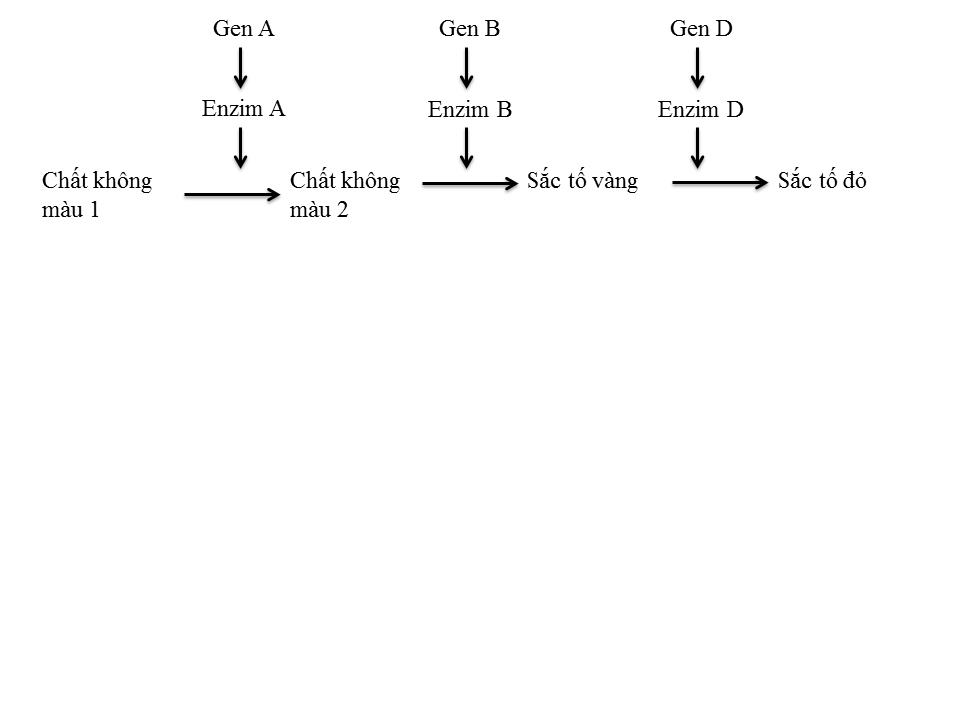 Gen A
Gen B
Gen D
Enzim A
Enzim B
Enzim D
Chất không
màu 1
Chất không
màu 2
Sắc tố vàng
Sắc tố đỏ